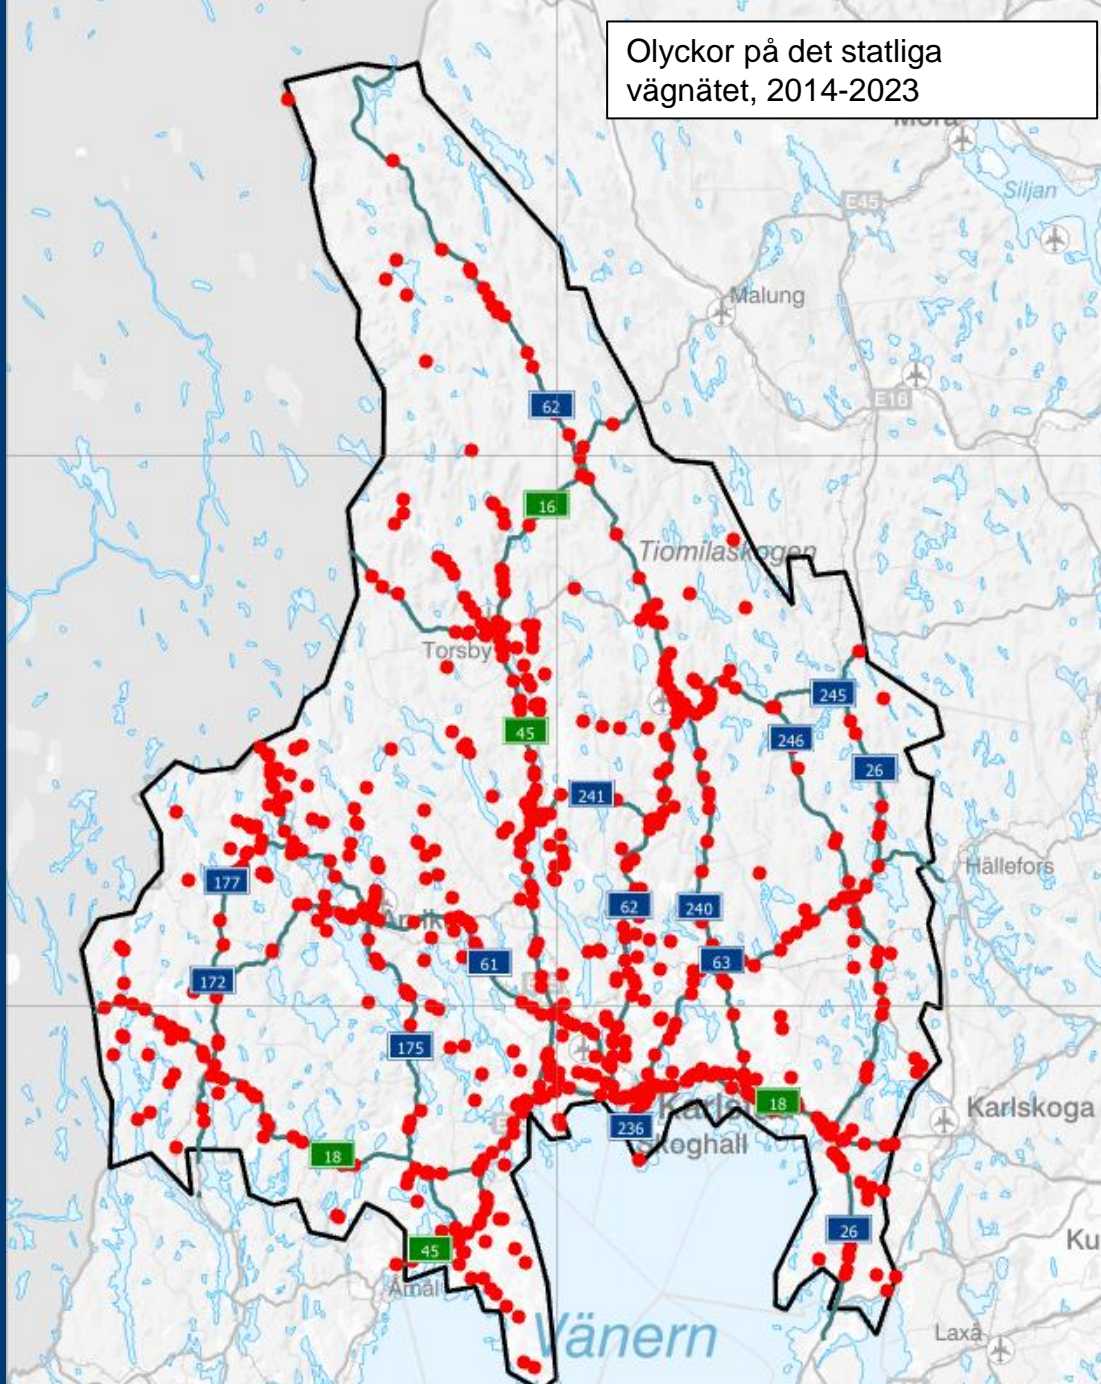 Olyckor på det statliga
vägnätet, 2014-2023
Mora
Siljan
E45
Malung
E16
62
16
Tiomilaskogen
Torsby
245
45
246
26
241
Hällefors
177
62
240
61
63
172
175
18
Karlskoga
236
Skoghall
18
26
Ku
45
Åmål
Vänern
Laxå